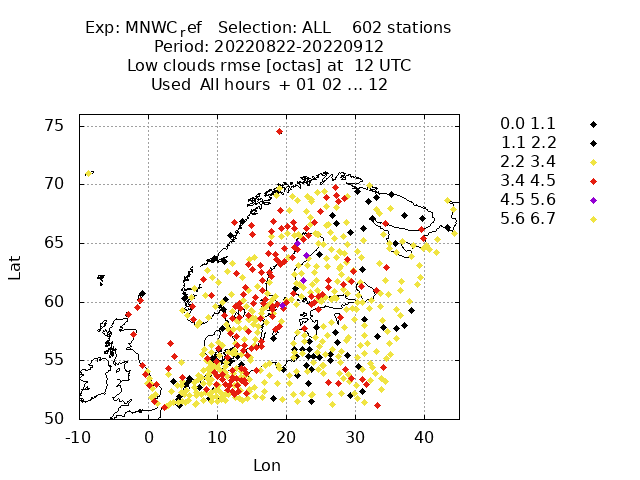 Exp: MNWC_ref   Selection: ALL    602 stations
Period: 20220822-20220912
Low clouds rmse [octas] at  12 UTC
Used  All hours  + 01 02 ... 12
75
70
65
60
55
50
Lat
-10 0 10 20 30 40
Lon
0.0 1.1
1.1 2.2
2.2 3.4
3.4 4.5
4.5 5.6
5.6 6.7